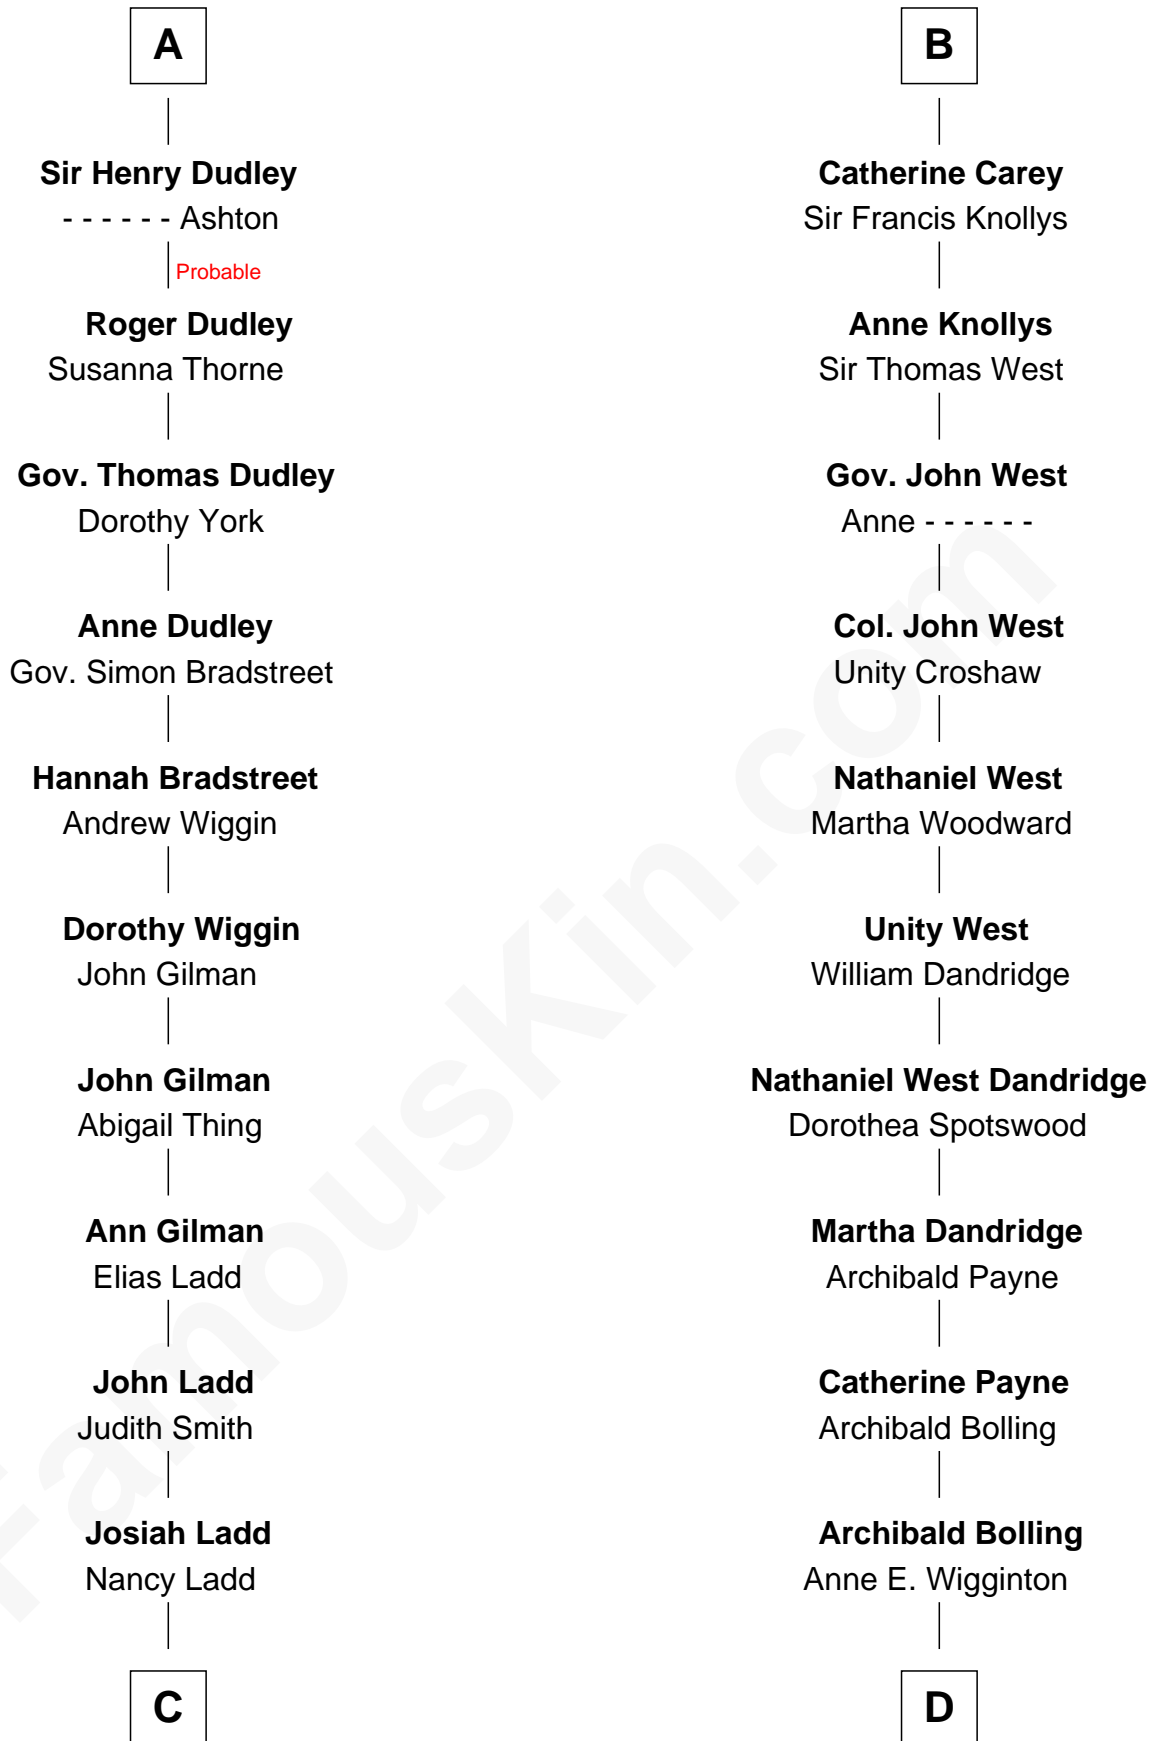 A
Sir Henry Dudley
- - - - - - Ashton
Probable
Roger Dudley
Susanna Thorne
Gov. Thomas Dudley
Dorothy York
Anne Dudley
Gov. Simon Bradstreet
Hannah Bradstreet
Andrew Wiggin
Dorothy Wiggin
John Gilman
John Gilman
Abigail Thing
Ann Gilman
Elias Ladd
John Ladd
Judith Smith
Josiah Ladd
Nancy Ladd
C
B
Catherine Carey
Sir Francis Knollys
Anne Knollys
Sir Thomas West
Gov. John West
Anne - - - - - -
Col. John West
Unity Croshaw
Nathaniel West
Martha Woodward
Unity West
William Dandridge
Nathaniel West Dandridge
Dorothea Spotswood
Martha Dandridge
Archibald Payne
Catherine Payne
Archibald Bolling
Archibald Bolling
Anne E. Wigginton
D
FamousKin.com